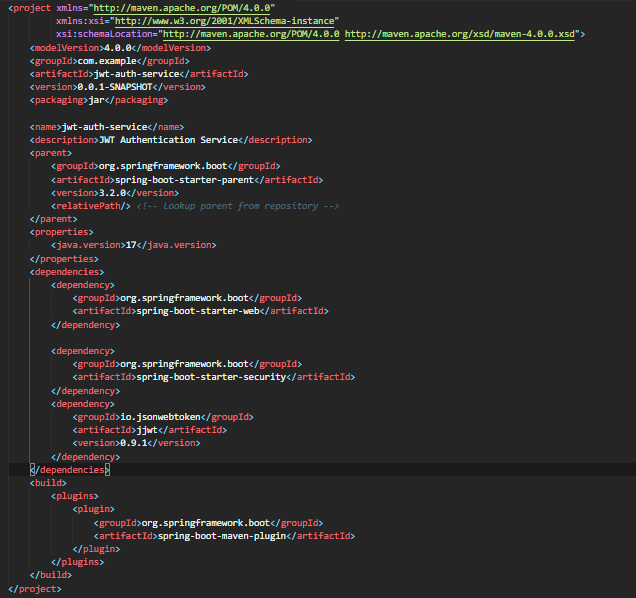 <project xmlns="http://maven.apache.org/POM/4.0.0"
         xmlns:xsi="http://www.w3.org/2001/XMLSchema-instance"
         xsi:schemaLocation="http://maven.apache.org/POM/4.0.0 http://maven.apache.org/xsd/maven-4.0.0.xsd">
    <modelVersion>4.0.0</modelVersion>
    <groupId>com.example</groupId>
    <artifactId>jwt-auth-service</artifactId>
    <version>0.0.1-SNAPSHOT</version>
    <packaging>jar</packaging>

    <name>jwt-auth-service</name>
    <description>JWT Authentication Service</description>
    <parent>
        <groupId>org.springframework.boot</groupId>
        <artifactId>spring-boot-starter-parent</artifactId>
        <version>3.2.0</version>
        <relativePath/> <!-- Lookup parent from repository -->
    </parent>
    <properties>
        <java.version>17</java.version>
    </properties>
    <dependencies>
        <dependency>
            <groupId>org.springframework.boot</groupId>
            <artifactId>spring-boot-starter-web</artifactId>
        </dependency>

        <dependency>
            <groupId>org.springframework.boot</groupId>
            <artifactId>spring-boot-starter-security</artifactId>
        </dependency>
        <dependency>
            <groupId>io.jsonwebtoken</groupId>
            <artifactId>jjwt</artifactId>
            <version>0.9.1</version>
        </dependency>
    </dependencies>
    <build>
        <plugins>
            <plugin>
                <groupId>org.springframework.boot</groupId>
                <artifactId>spring-boot-maven-plugin</artifactId>
            </plugin>
        </plugins>
    </build>
</project>